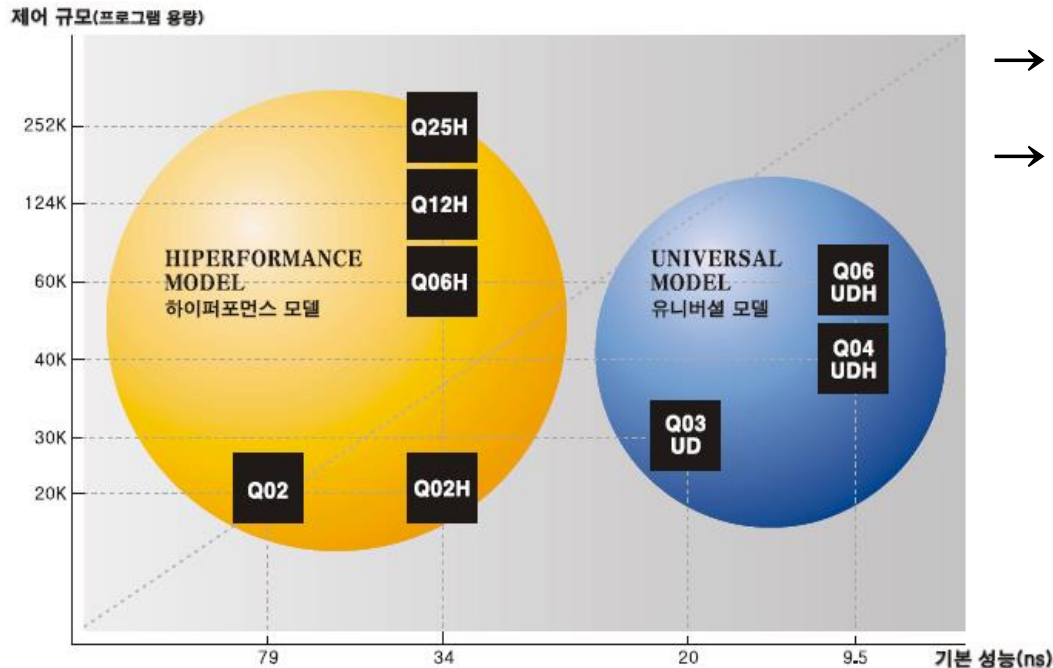 제어 규모(프로그램 용량)
→
252K
Q25H
→
124K
Q12H
HIPERFORMANCE
MODEL
하이퍼포먼스 모델
UNIVERSAL
MODEL
유니버셜 모델
60K
Q06H
Q06
UDH
40K
Q04
UDH
30K
Q03
UD
20K
Q02
Q02H
79
34
20
9.5
기본 성능(ns)